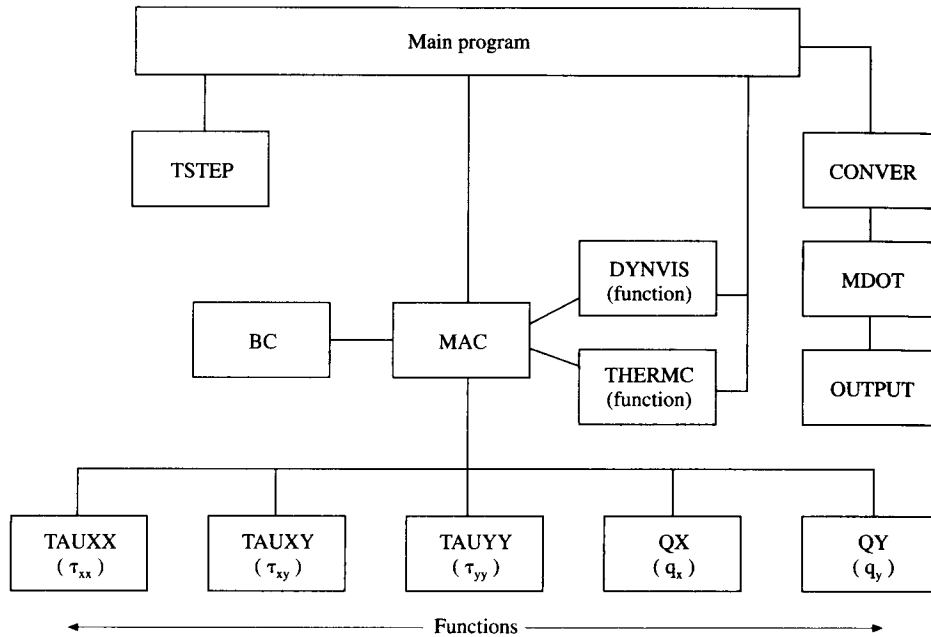 Main program
TSTEP
CONVER
DYNVIS
(function)
MDOT
BC
MAC
THERMC
(function)
OUTPUT
TAUXX
(τxx)
TAUXY
(τxy)
TAUYY
(τyy)
QX
(qx)
QY
(qy)
Functions